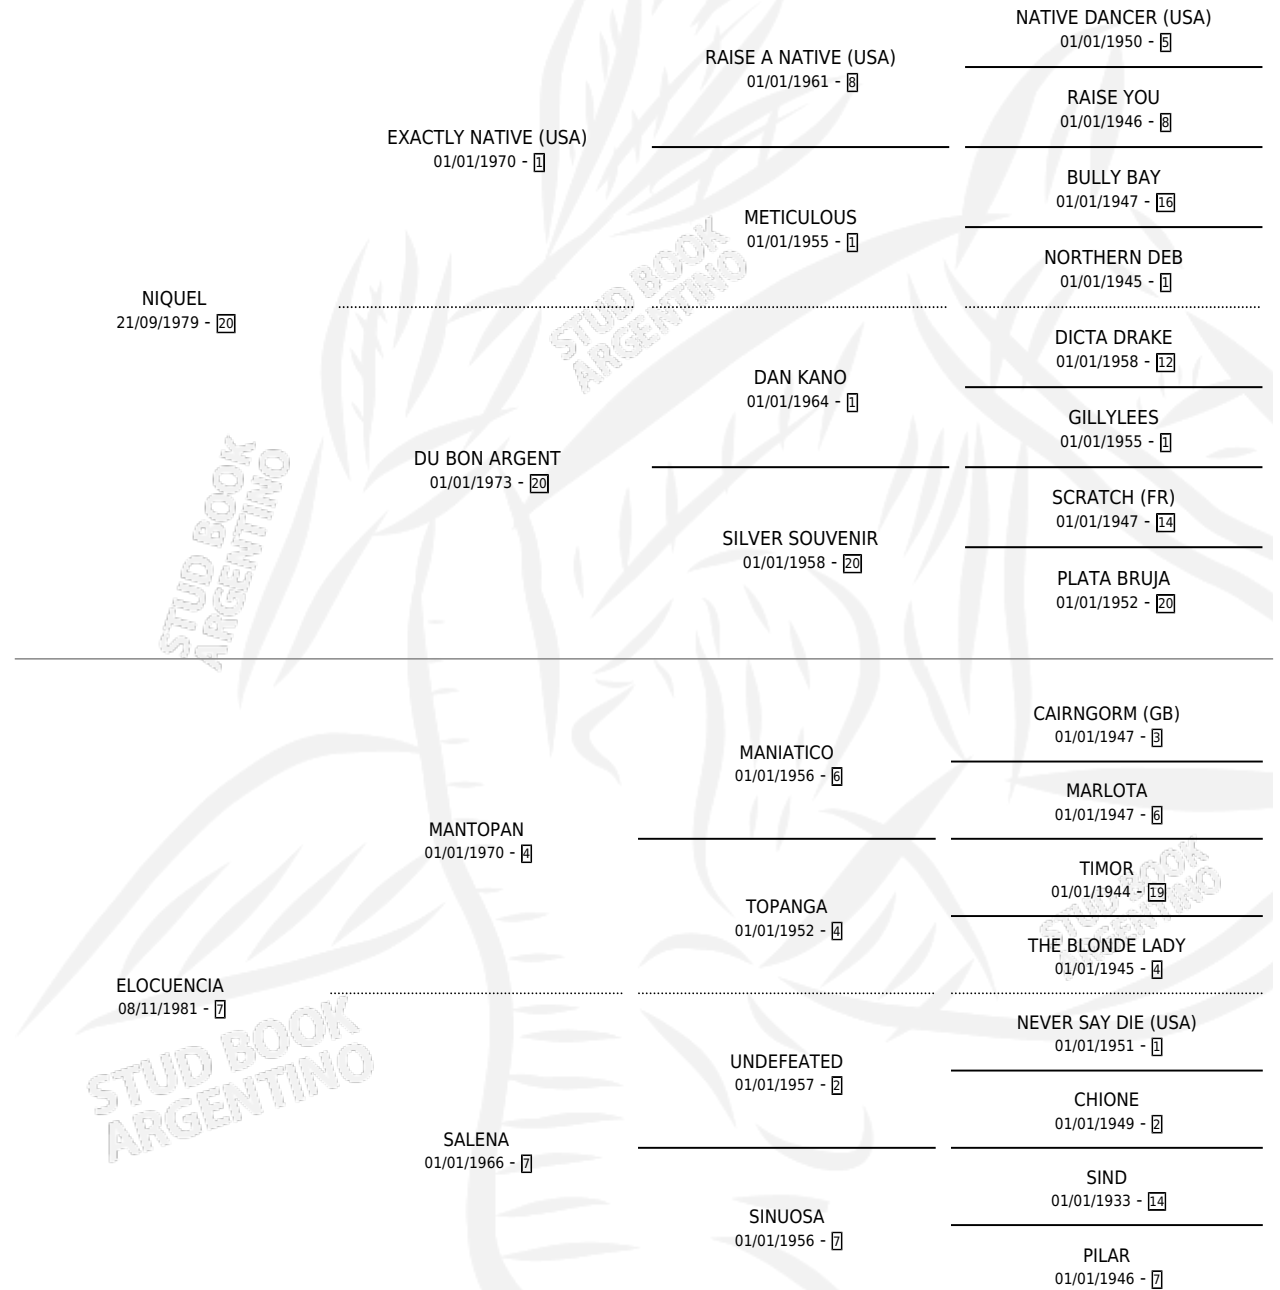 NATIVE DANCER (USA)
01/01/1950 - 5
RAISE A NATIVE (USA)
01/01/1961 - 8
RAISE YOU
01/01/1946 - 8
EXACTLY NATIVE (USA)
01/01/1970 - 1
BULLY BAY
01/01/1947 - 16
METICULOUS
01/01/1955 - 1
NORTHERN DEB
01/01/1945 - 1
NIQUEL
21/09/1979 - 20
DICTA DRAKE
01/01/1958 - 12
DAN KANO
01/01/1964 - 1
GILLYLEES
01/01/1955 - 1
DU BON ARGENT
01/01/1973 - 20
SCRATCH (FR)
01/01/1947 - 14
SILVER SOUVENIR
01/01/1958 - 20
PLATA BRUJA
01/01/1952 - 20
CAIRNGORM (GB)
01/01/1947 - 3
MANIATICO
01/01/1956 - 6
MARLOTA
01/01/1947 - 6
MANTOPAN
01/01/1970 - 4
TIMOR
01/01/1944 - 19
TOPANGA
01/01/1952 - 4
THE BLONDE LADY
01/01/1945 - 4
ELOCUENCIA
08/11/1981 - 7
NEVER SAY DIE (USA)
01/01/1951 - 1
UNDEFEATED
01/01/1957 - 2
CHIONE
01/01/1949 - 2
SALENA
01/01/1966 - 7
SIND
01/01/1933 - 14
SINUOSA
01/01/1956 - 7
PILAR
01/01/1946 - 7
STUD BOOK
ARGENTINO
STUD BOOK
ARGENTINO
STUD BOOK
ARGENTINO
STUD BOOK
ARGENTINO